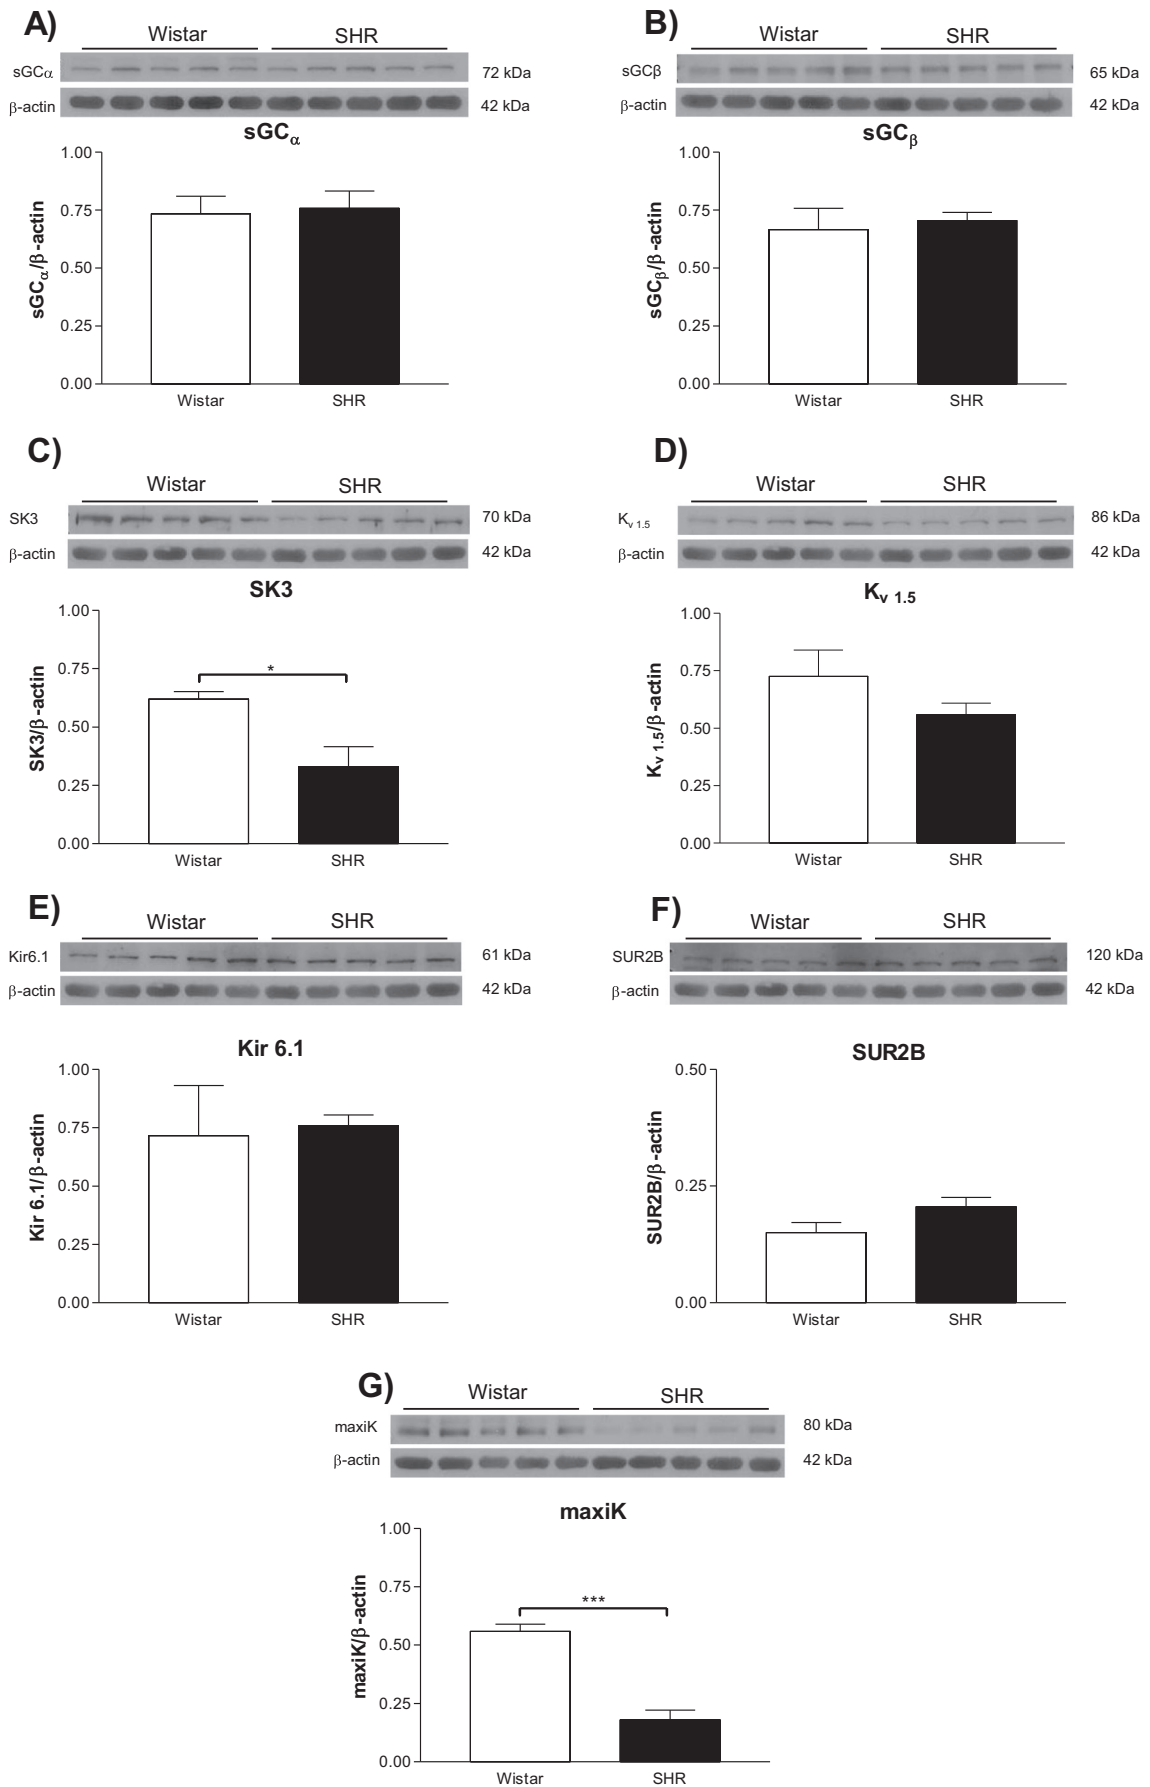 A)
Wistar SHR
sGCα 72 kDa
β-actin 42 kDa
sGCα
1.00
0.75
0.50
0.25
0.00
sGCα/β-actin
Wistar SHR
B)
Wistar SHR
sGCβ 65 kDa
β-actin 42 kDa
sGCβ
1.00
0.75
0.50
0.25
0.00
sGCβ/β-actin
Wistar SHR
C)
Wistar SHR
SK3 70 kDa
β-actin 42 kDa
SK3
1.00
0.75
0.50
0.25
0.00
SK3/β-actin
*
Wistar SHR
D)
Wistar SHR
Kv 1.5 86 kDa
β-actin 42 kDa
Kv 1.5
1.00
0.75
0.50
0.25
0.00
Kv 1.5/β-actin
Wistar SHR
E)
Wistar SHR
Kir6.1 61 kDa
β-actin 42 kDa
Kir 6.1
1.00
0.75
0.50
0.25
0.00
Kir 6.1/β-actin
Wistar SHR
F)
Wistar SHR
SUR2B 120 kDa
β-actin 42 kDa
SUR2B
0.50
0.25
0.00
SUR2B/β-actin
Wistar SHR
G)
Wistar SHR
maxiK 80 kDa
β-actin 42 kDa
maxiK
1.00
0.75
0.50
0.25
0.00
maxiK/β-actin
***
Wistar SHR